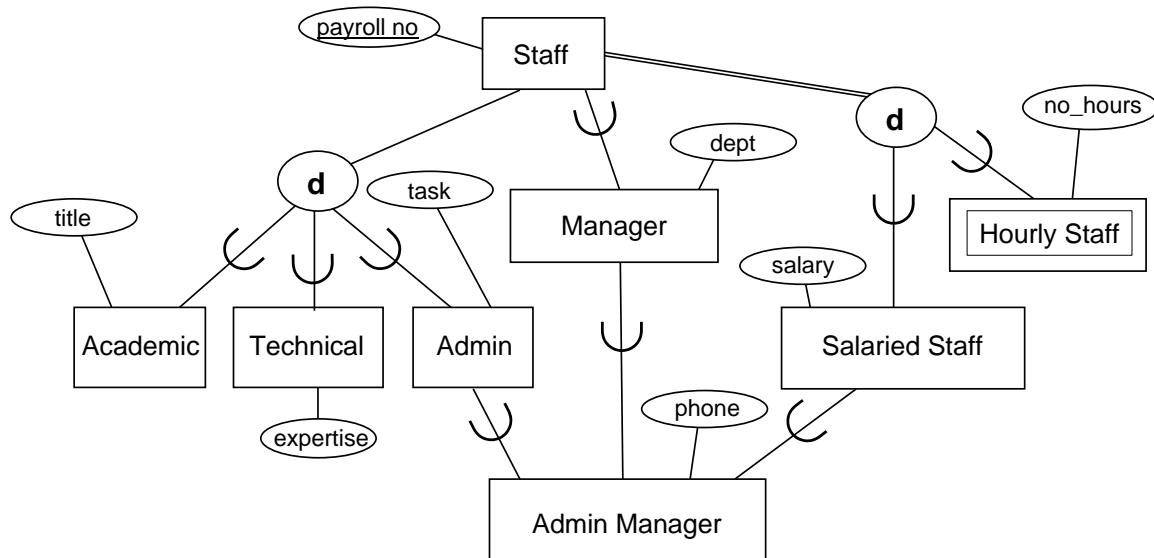 payroll no
Staff
no_hours
d
dept
d
task
title
Manager
Hourly Staff
salary
Academic
Technical
Admin
Salaried Staff
phone
expertise
Admin Manager